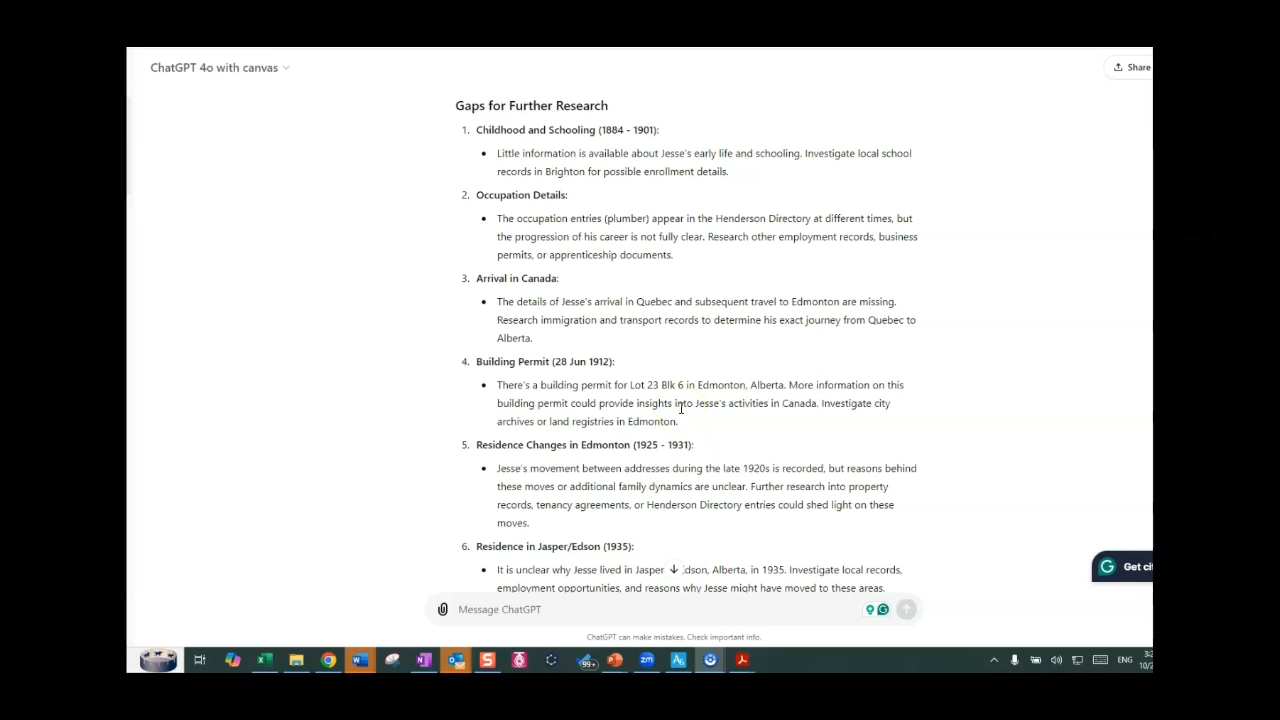 ChatGPT 4o with canvas
Share
Gaps for Further Research
1. Childhood and Schooling (1884 - 1901):
Little information is available about Jesse's early life and schooling. Investigate local school
records in Brighton for possible enrollment details.
2. Occupation Details:
The occupation entries (plumber) appear in the Henderson Directory at different times, but
the progression of his career is not fully clear. Research other employment records, business
permits, or apprenticeship documents.
3. Arrival in Canada:
The details of Jesse's arrival in Quebec and subsequent travel to Edmonton are missing.
Research immigration and transport records to determine his exact journey from Quebec to
Alberta.
4. Building Permit (28 Jun 1912):
There's a building permit for Lot 23 Blk 6 in Edmonton, Alberta. More information on this
building permit could provide insights into Jesse's activities in Canada. Investigate city
archives or land registries in Edmonton.
5. Residence Changes in Edmonton (1925 - 1931):
Jesse's movement between addresses during the late 1920s is recorded, but reasons behind
these moves or additional family dynamics are unclear. Further research into property
records, tenancy agreements, or Henderson Directory entries could shed light on these
moves.
6. Residence in Jasper/Edson (1935):
It is unclear why Jesse lived in Jasper dson, Alberta, in 1935. Investigate local records,
employment opportunities, and reasons why Jesse might have moved to these areas.
Get cit
Message ChatGPT
ChatGPT can make mistakes. Check important info.
99+
ENG
3:2
10/2